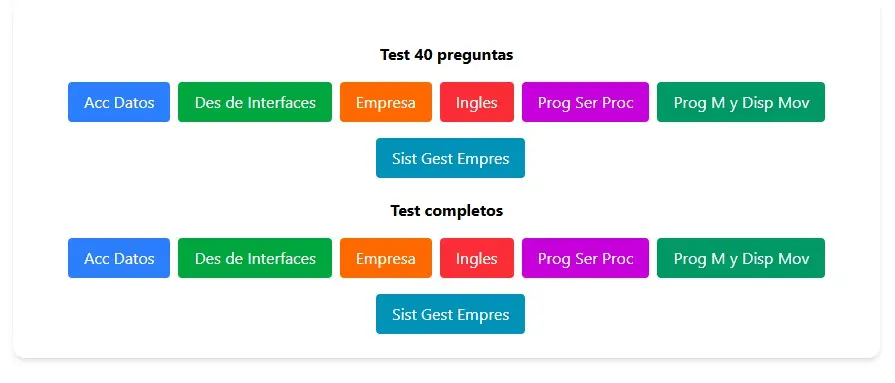 Test 40 preguntas
Acc Datos Des de Interfaces Empresa Ingles Prog Ser Proc Prog M y Disp Mov
Sist Gest Empres
Test completos
Acc Datos Des de Interfaces Empresa Ingles Prog Ser Proc Prog M y Disp Mov
Sist Gest Empres